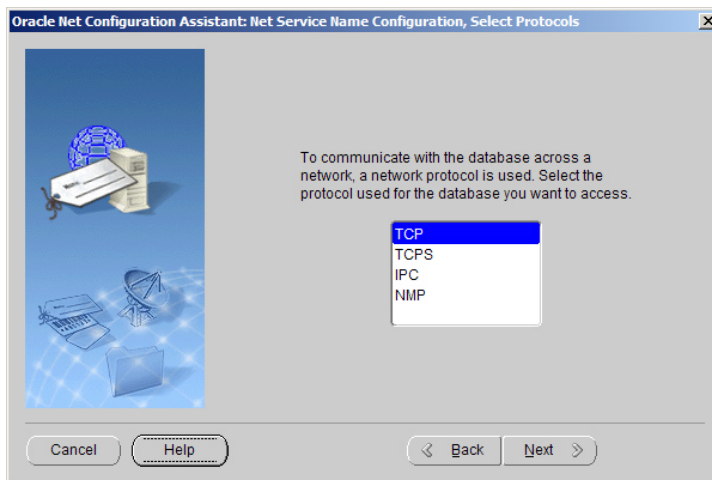 Oracle Net Configuration Assistant: Net Service Name Configuration, Select Protocols
To communicate with the database across a
network, a network protocol is used. Select the
protocol used for the database you want to access.
TCP
TCPS
IPC
NMP
Cancel
Help
Back
Next